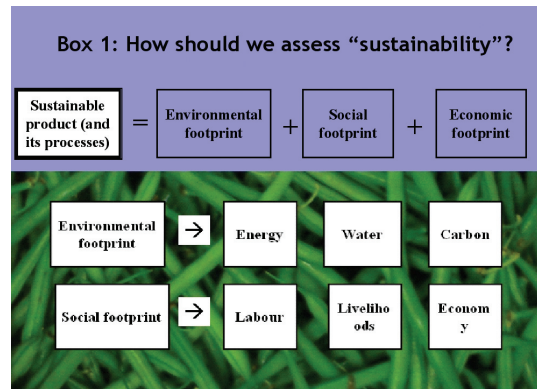 Box 1: How should we assess “sustainability”?
Sustainable
product (and
its processes)
=
Environmental
footprint
+
Social
footprint
+
Economic
footprint
Environmental
footprint
→
Energy
Water
Carbon
Social footprint
→
Labour
Liveliho
ods
Econom
y